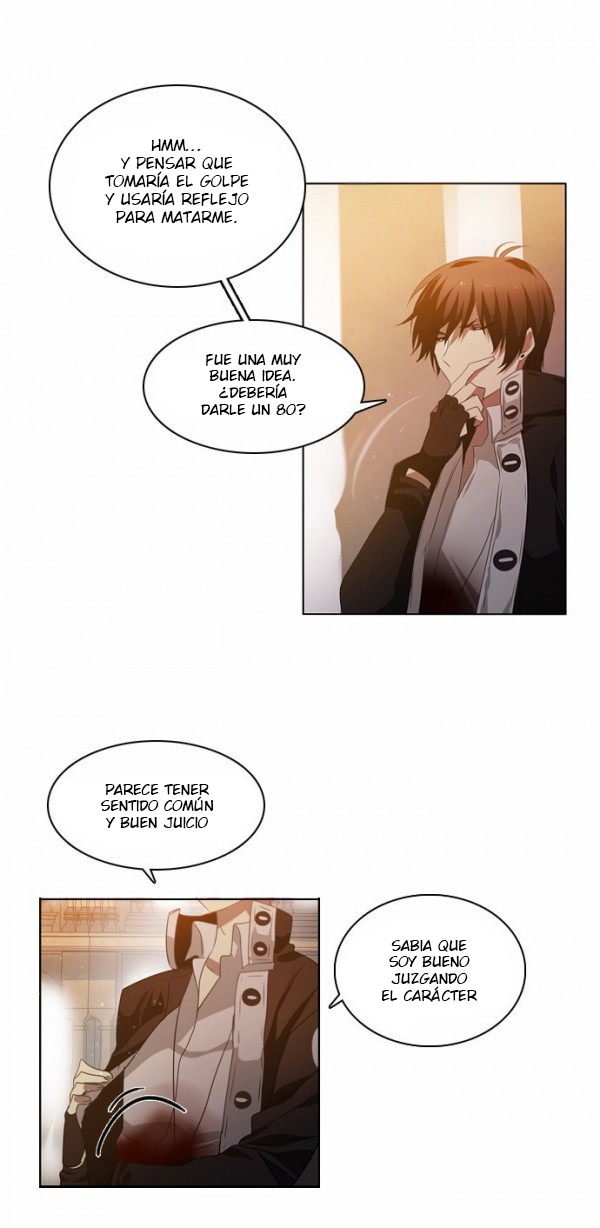 HMM...
Y PENSAR QUE
TOMARÍA EL GOLPE
Y USARÍA REFLEJO
PARA MATARME.
FUE UNA MUY
BUENA IDEA.
¿DEBERÍA
DARLE UN 80?
PARECE TENER
SENTIDO COMÚN
Y BUEN JUICIO
SABIA QUE
SOY BUENO
JUZGANDO
EL CARÁCTER